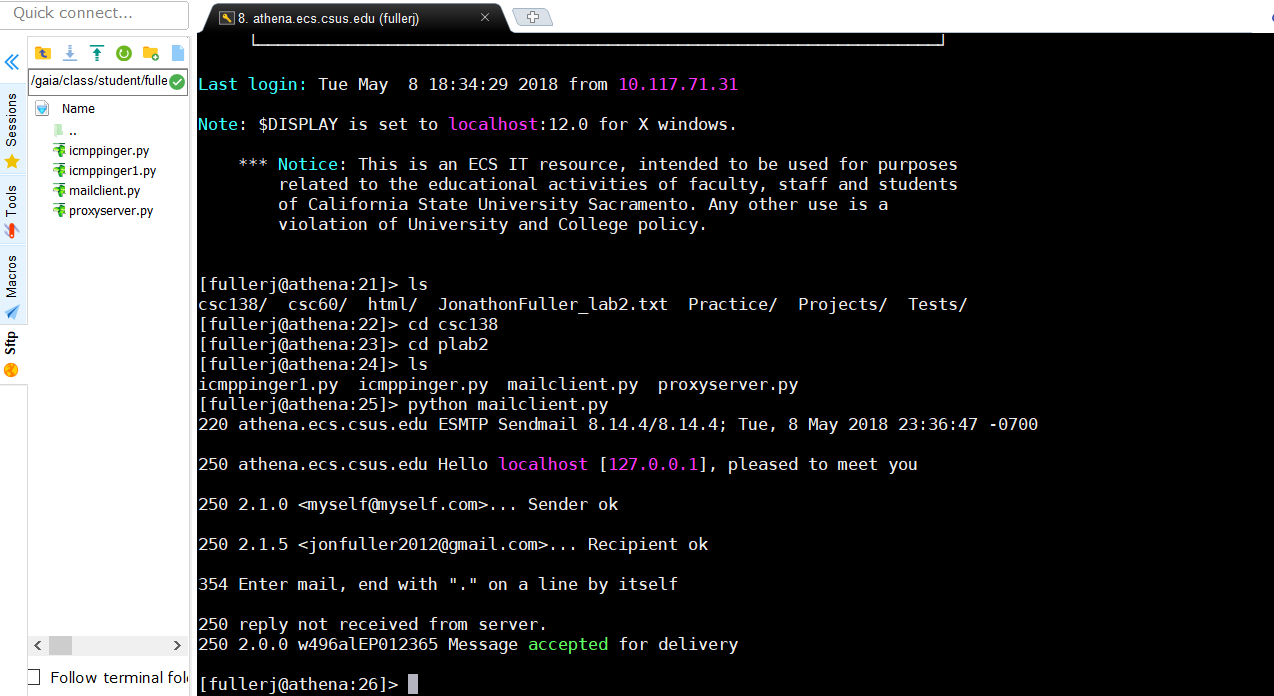 Quick connect...
8. athena.ecs.csus.edu (fullerj)
/gaia/class/student/fulle
Name
..
icmppinger.py
icmppinger1.py
mailclient.py
proxyserver.py
Sessions
Tools
Macros
Sftp
Follow terminal fol
Last login: Tue May  8 18:34:29 2018 from 10.117.71.31
Note: $DISPLAY is set to localhost:12.0 for X windows.
*** Notice: This is an ECS IT resource, intended to be used for purposes
related to the educational activities of faculty, staff and students
of California State University Sacramento. Any other use is a
violation of University and College policy.
[fullerj@athena:21]> ls
csc138/  csc60/  html/  JonathonFuller_lab2.txt  Practice/  Projects/  Tests/
[fullerj@athena:22]> cd csc138
[fullerj@athena:23]> cd plab2
[fullerj@athena:24]> ls
icmppinger1.py  icmppinger.py  mailclient.py  proxyserver.py
[fullerj@athena:25]> python mailclient.py
220 athena.ecs.csus.edu ESMTP Sendmail 8.14.4/8.14.4; Tue, 8 May 2018 23:36:47 -0700
250 athena.ecs.csus.edu Hello localhost [127.0.0.1], pleased to meet you
250 2.1.0 <myself@myself.com>... Sender ok
250 2.1.5 <jonfuller2012@gmail.com>... Recipient ok
354 Enter mail, end with "." on a line by itself
250 reply not received from server.
250 2.0.0 w496alEP012365 Message accepted for delivery
[fullerj@athena:26]>